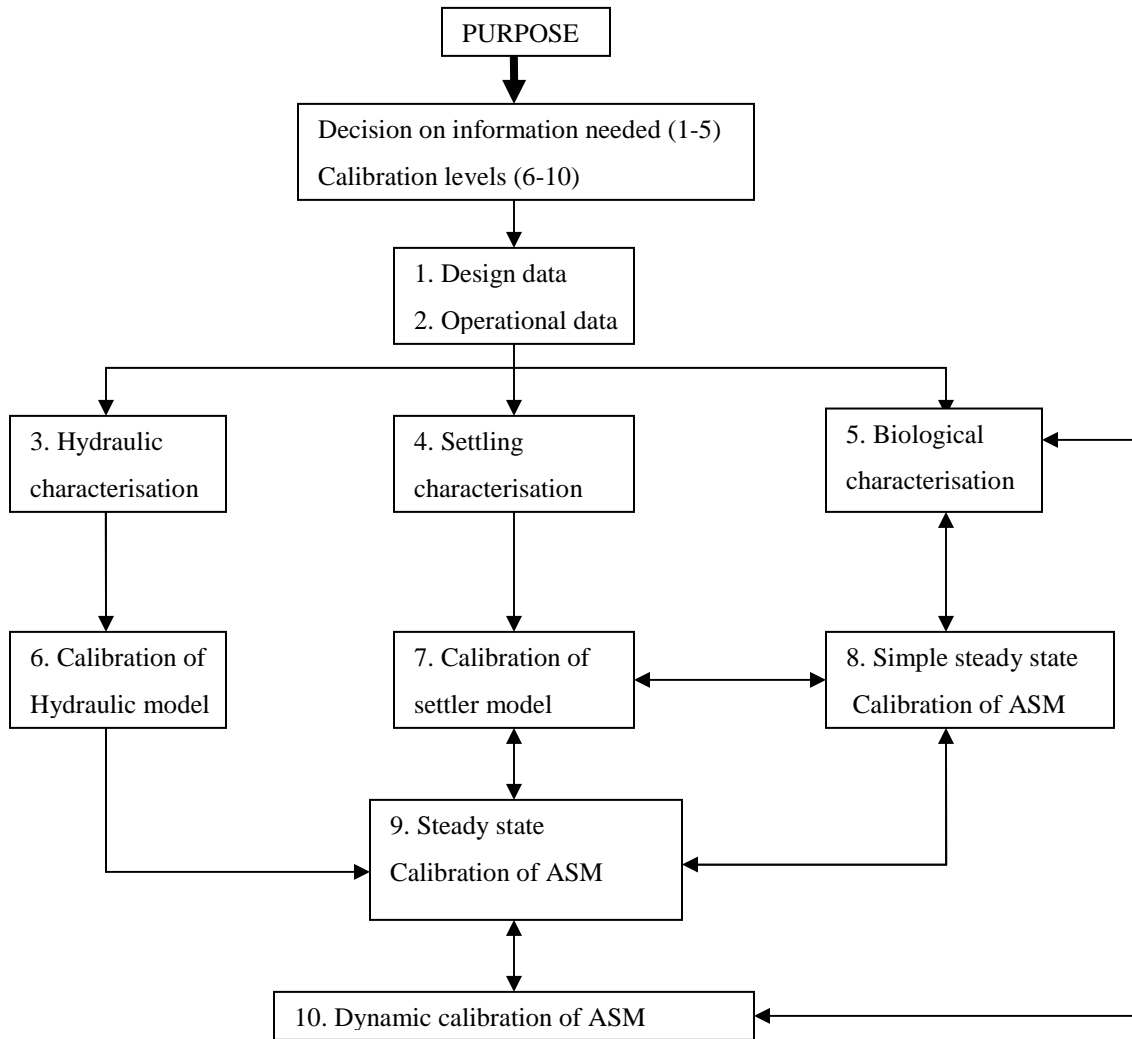 PURPOSE
Decision on information needed (1-5)
Calibration levels (6-10)
1. Design data
2. Operational data
3. Hydraulic
characterisation
4. Settling
characterisation
5. Biological
characterisation
6. Calibration of
Hydraulic model
7. Calibration of
settler model
8. Simple steady state
Calibration of ASM
9. Steady state
Calibration of ASM
10. Dynamic calibration of ASM